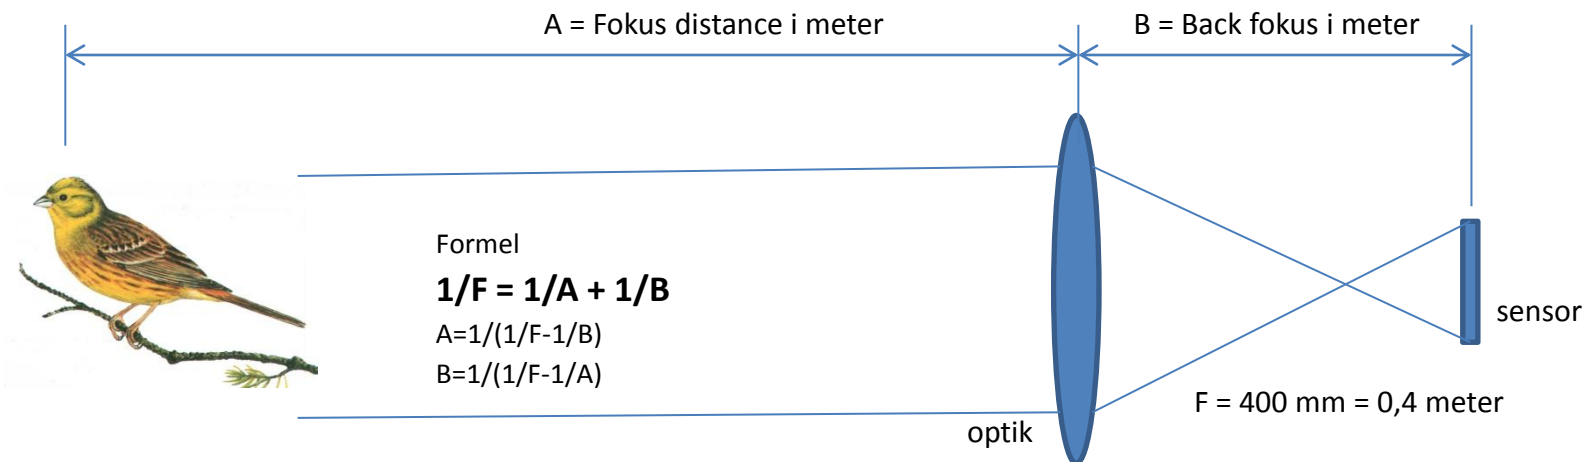 A = Fokus distance i meter
B = Back fokus i meter
Formel
1/F = 1/A + 1/B
A=1/(1/F-1/B)
B=1/(1/F-1/A)
sensor
F = 400 mm = 0,4 meter
optik